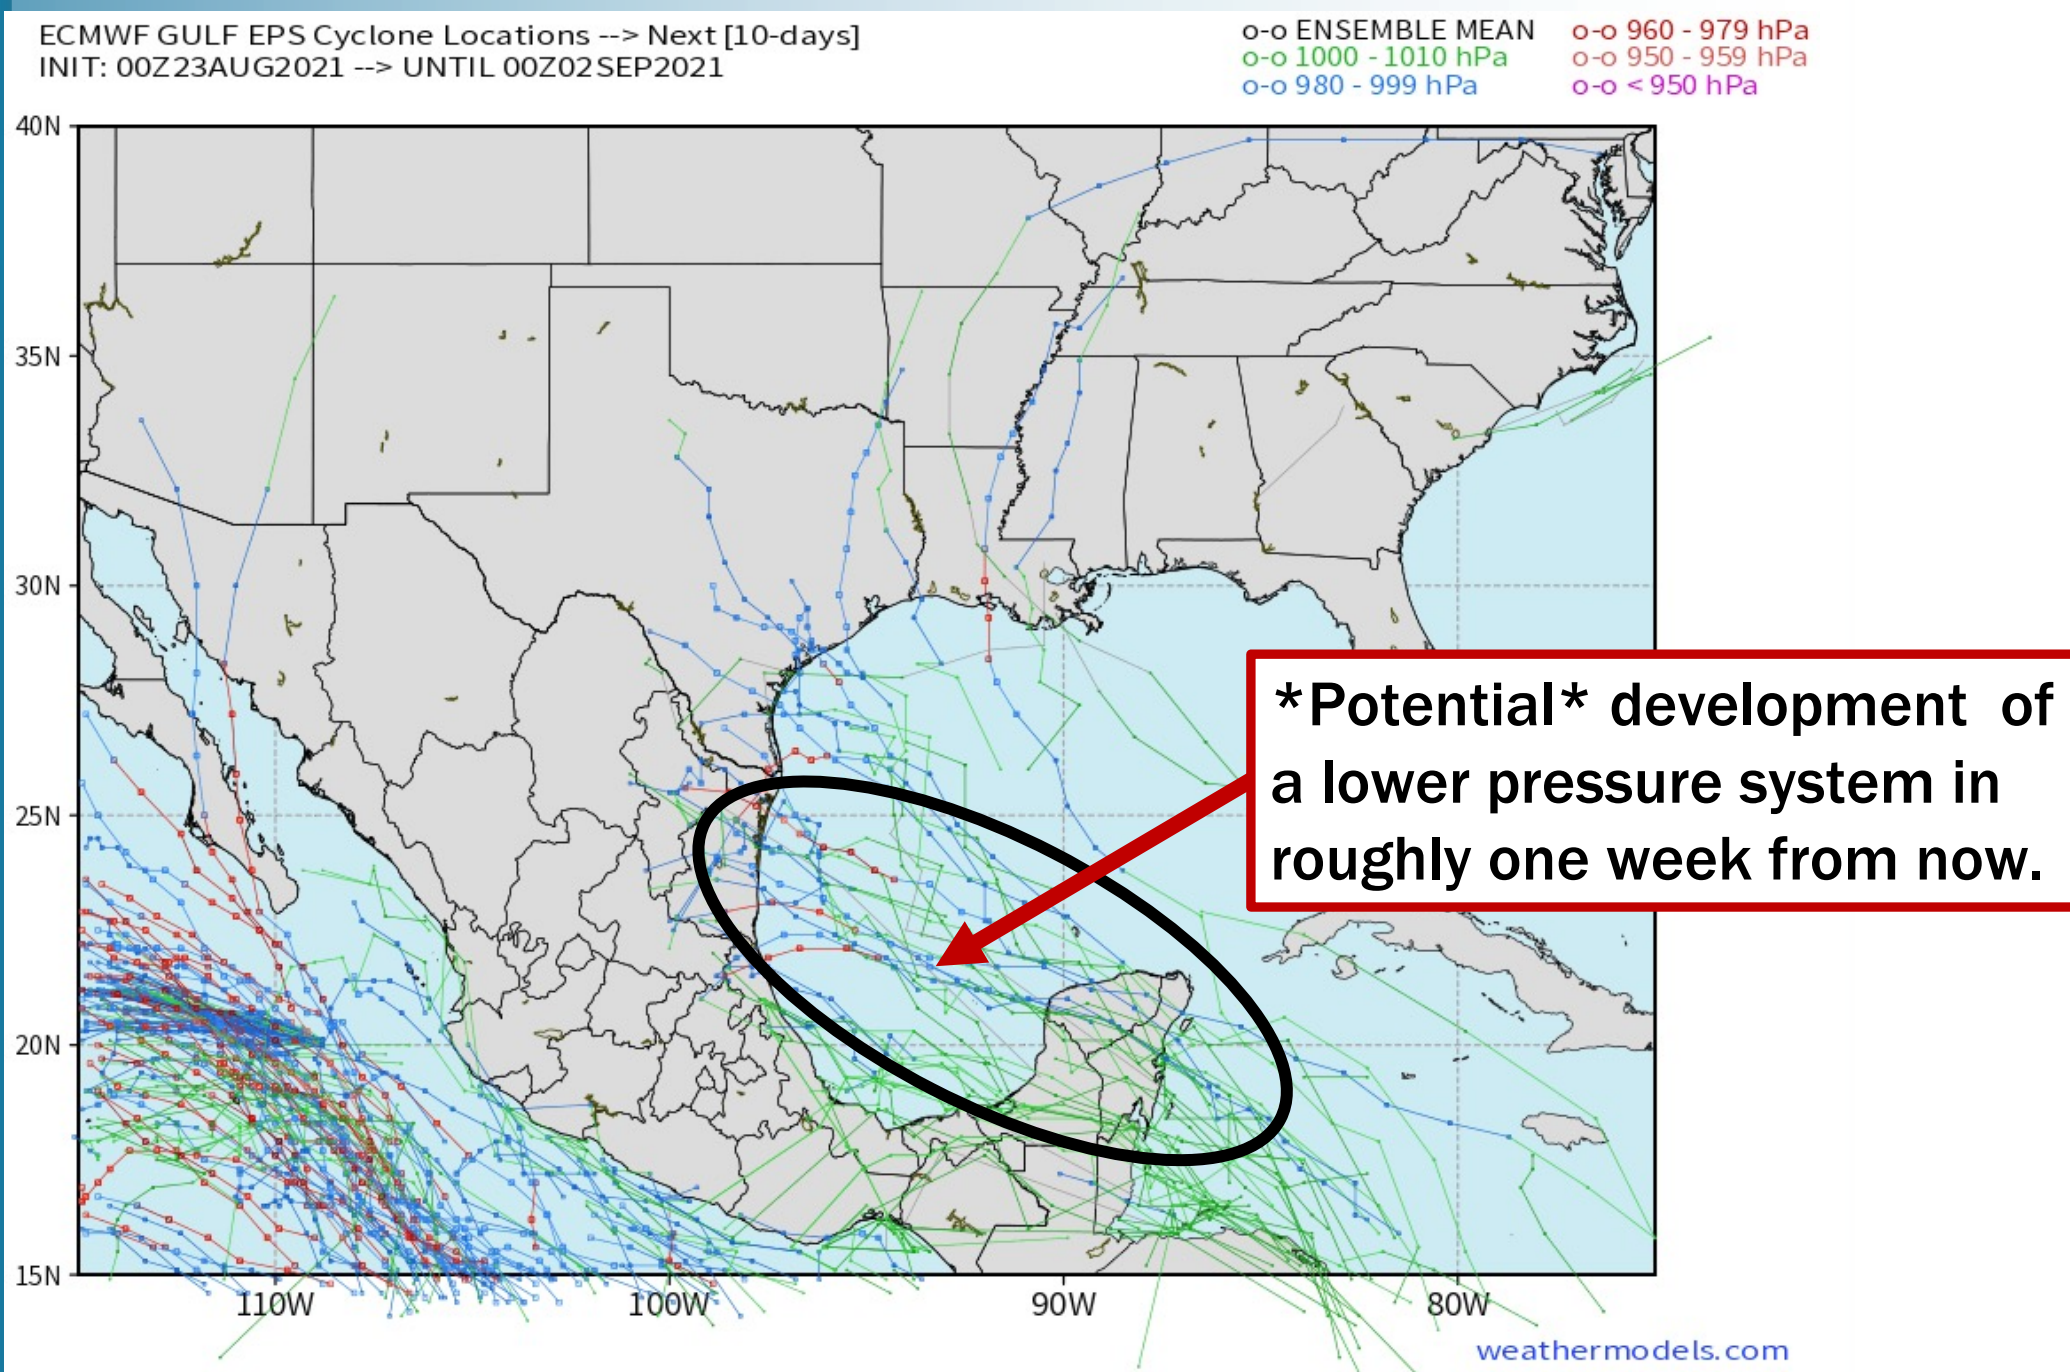 ECMWF GULF EPS Cyclone Locations --> Next [10-days]
INIT: 00Z23AUG2021 --> UNTIL 00Z02SEP2021
o-o ENSEMBLE MEAN
o-o 1000 - 1010 hPa
o-o 980 - 999 hPa
o-o 960 - 979 hPa
o-o 950 - 959 hPa
o-o < 950 hPa
40N
35N
30N
25N
20N
15N
110W
100W
90W
80W
*Potential* development of
a lower pressure system in
roughly one week from now.
weathermodels.com